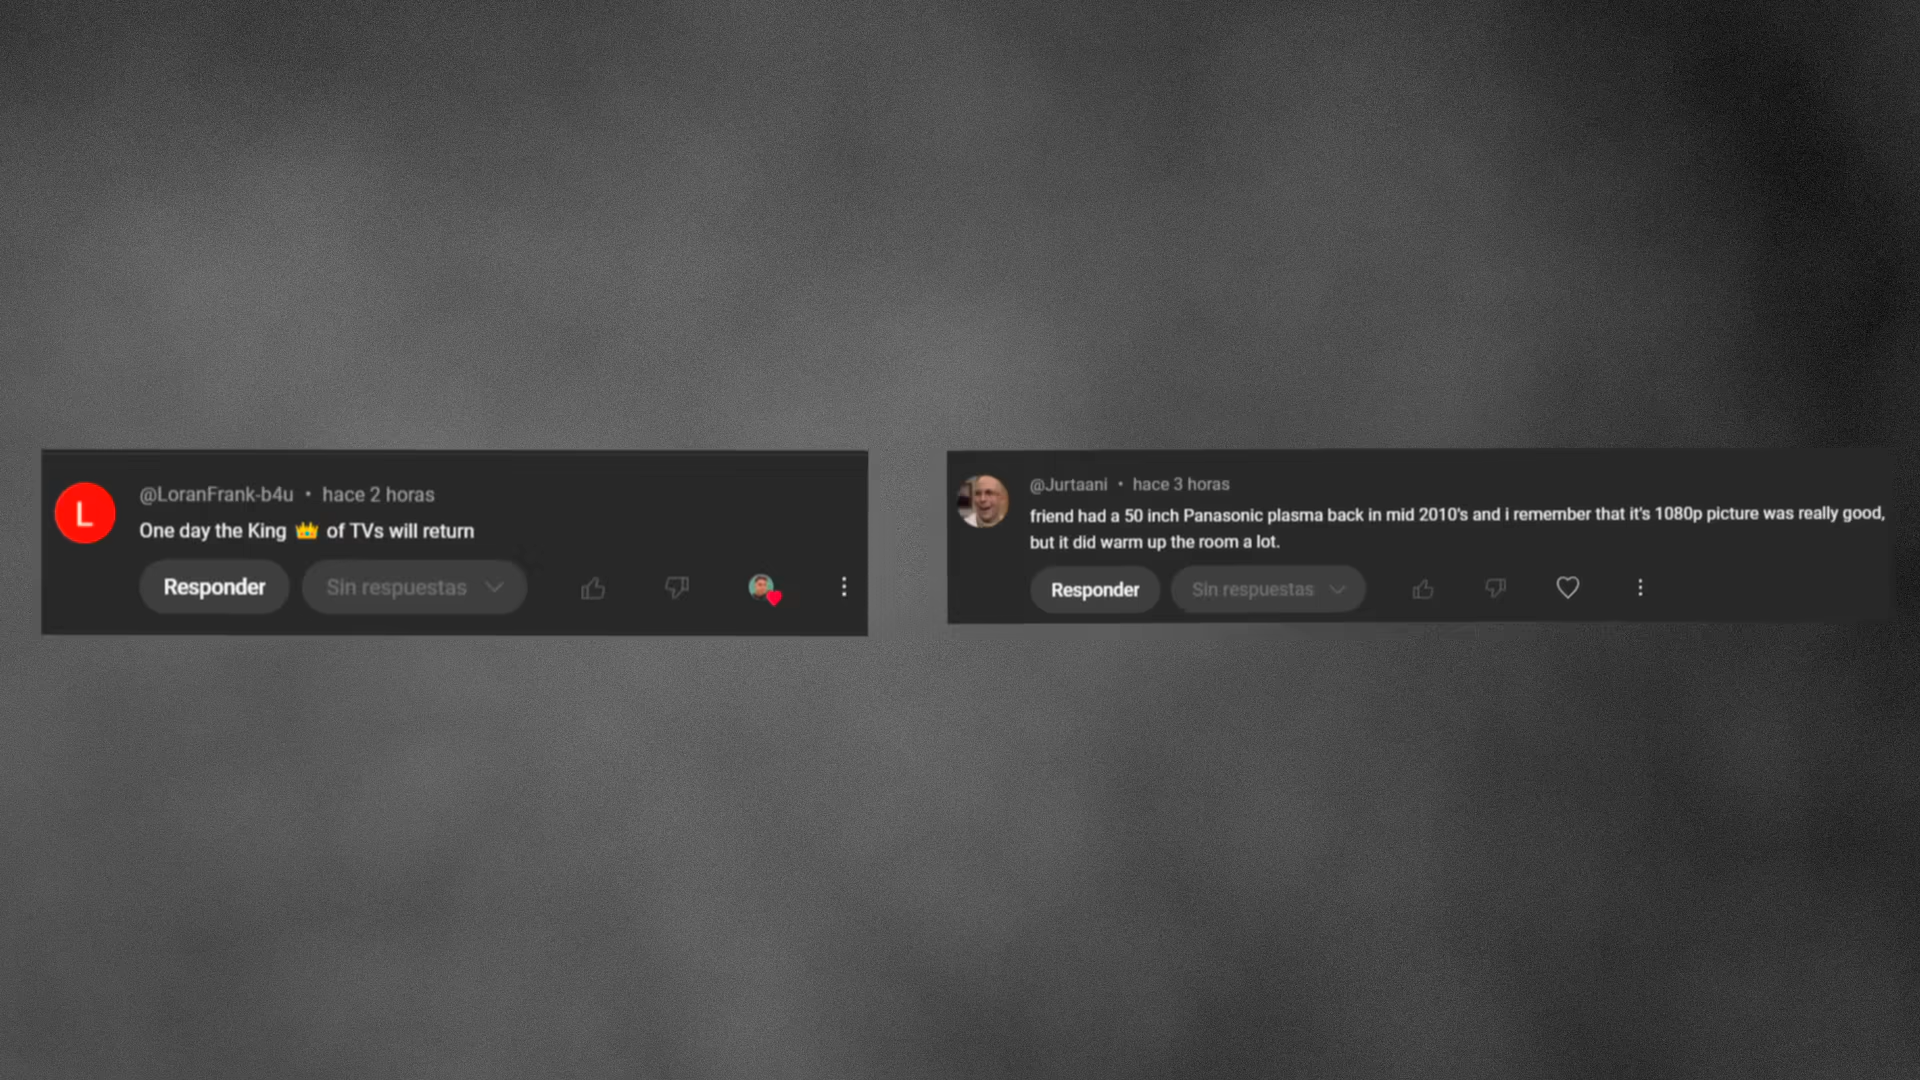 L
@LoranFrank-b4u • hace 2 horas
One day the King 👑 of TVs will return
Responder
Sin respuestas
@Jurtaani • hace 3 horas
friend had a 50 inch Panasonic plasma back in mid 2010's and i remember that it's 1080p picture was really good,
but it did warm up the room a lot.
Responder
Sin respuestas